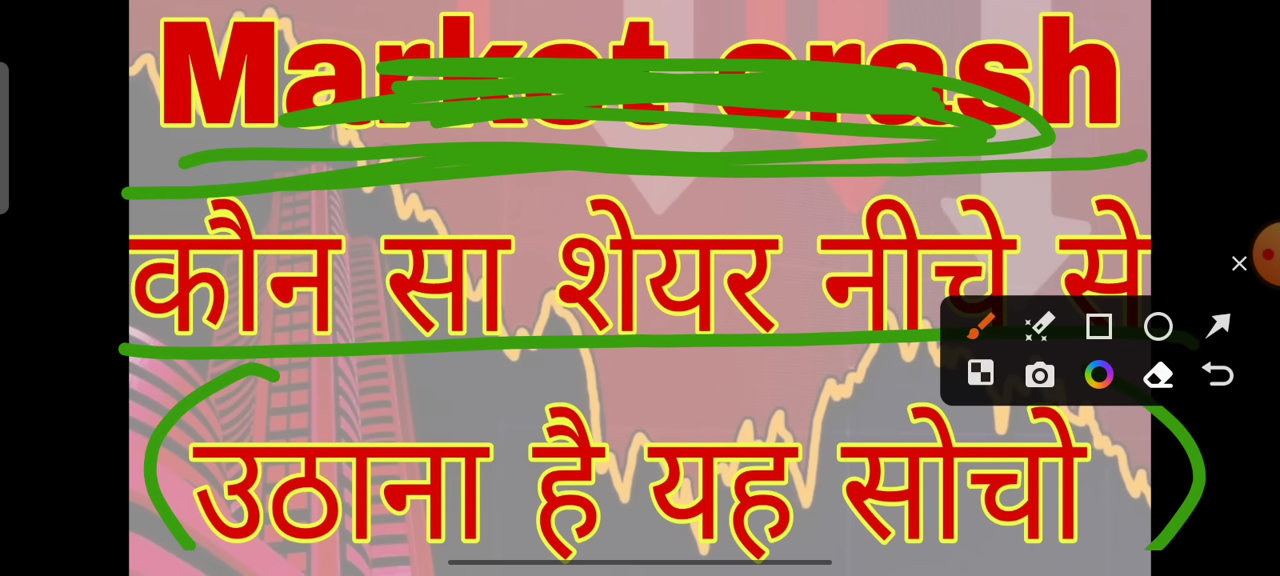 Market crash
कौन सा शेयर नीचे से
उठाना है यह सोचो